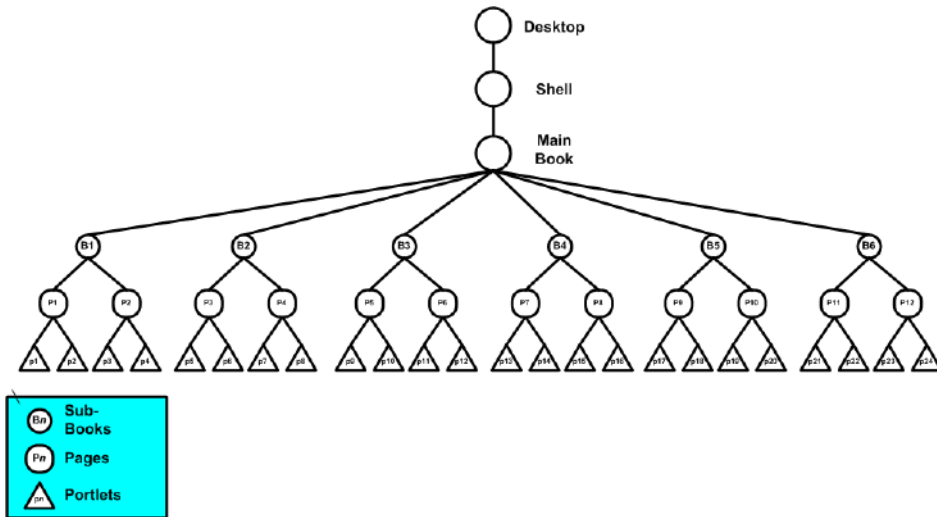 Desktop
Shell
Main
Book
B1 B2 B3 B4 B5 B6
P1 P2 P3 P4 P5 P6 P7 P8 P9 P10 P11 P12
p1 p2 p3 p4 p5 p6 p7 p8 p9 p10 p11 p12 p13 p14 p15 p16 p17 p18 p19 p20 p21 p22 p23 p24
Bn Sub-
Books
Pn Pages
pn Portlets